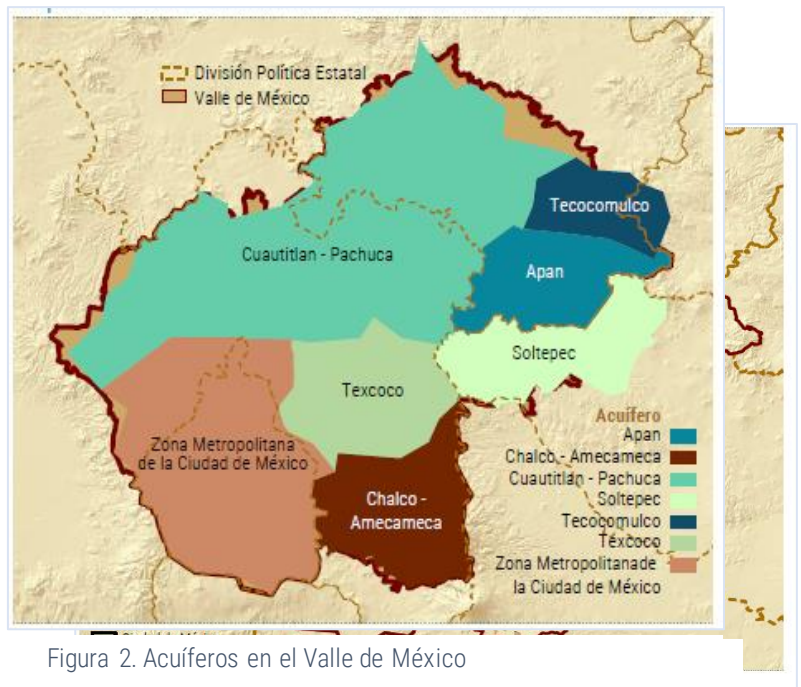 División Política Estatal
Valle de México
Tecocomulco
Cuautitlan - Pachuca
Apan
Soltepec
Texcoco
Zona Metropolitana
de la Ciudad de México
Chalco -
Amecameca
Acuífero
Apan
Chalco - Amecameca
Cuautitlán - Pachuca
Soltepec
Tecocomulco
Téxcoco
Zona Metropolitanade
la Ciudad de México
Figura 2. Acuíferos en el Valle de México